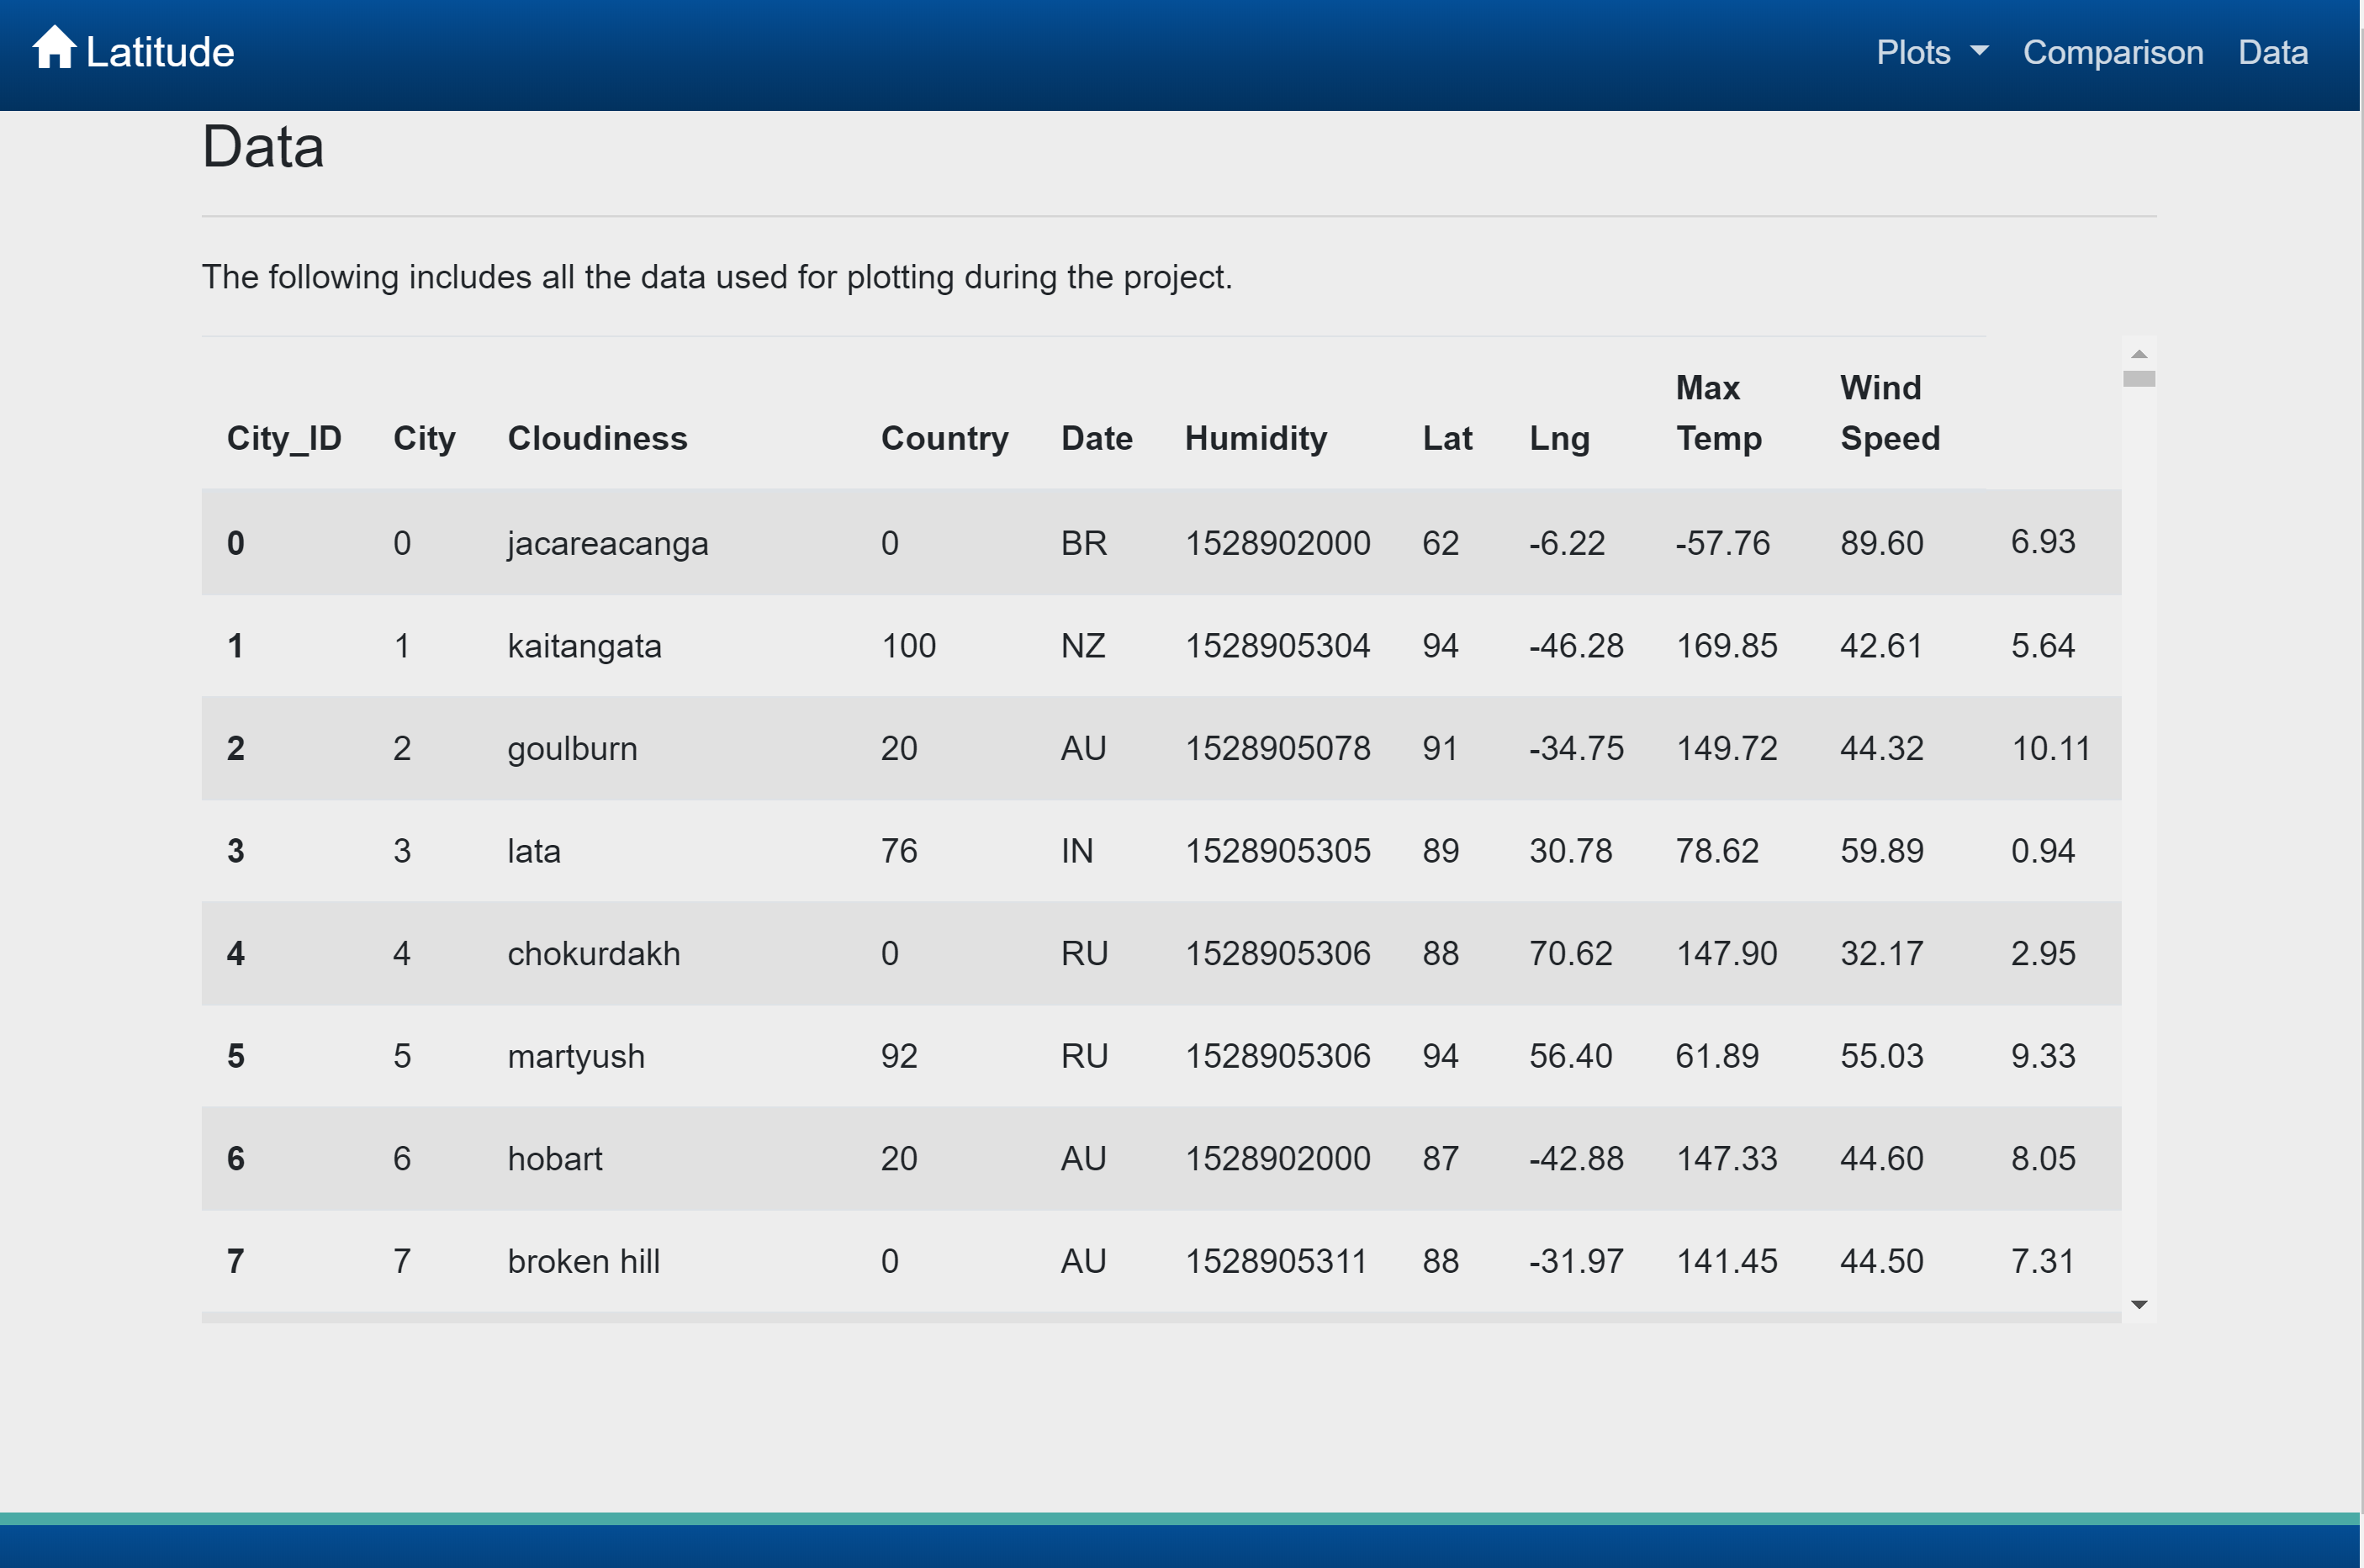 Latitude Plots Comparison Data
Data
The following includes all the data used for plotting during the project.
City_ID City Cloudiness Country Date Humidity Lat Lng Max Temp Wind Speed
0 0 jacareacanga 0 BR 1528902000 62 -6.22 -57.76 89.60 6.93
1 1 kaitangata 100 NZ 1528905304 94 -46.28 169.85 42.61 5.64
2 2 goulburn 20 AU 1528905078 91 -34.75 149.72 44.32 10.11
3 3 lata 76 IN 1528905305 89 30.78 78.62 59.89 0.94
4 4 chokurdakh 0 RU 1528905306 88 70.62 147.90 32.17 2.95
5 5 martyush 92 RU 1528905306 94 56.40 61.89 55.03 9.33
6 6 hobart 20 AU 1528902000 87 -42.88 147.33 44.60 8.05
7 7 broken hill 0 AU 1528905311 88 -31.97 141.45 44.50 7.31